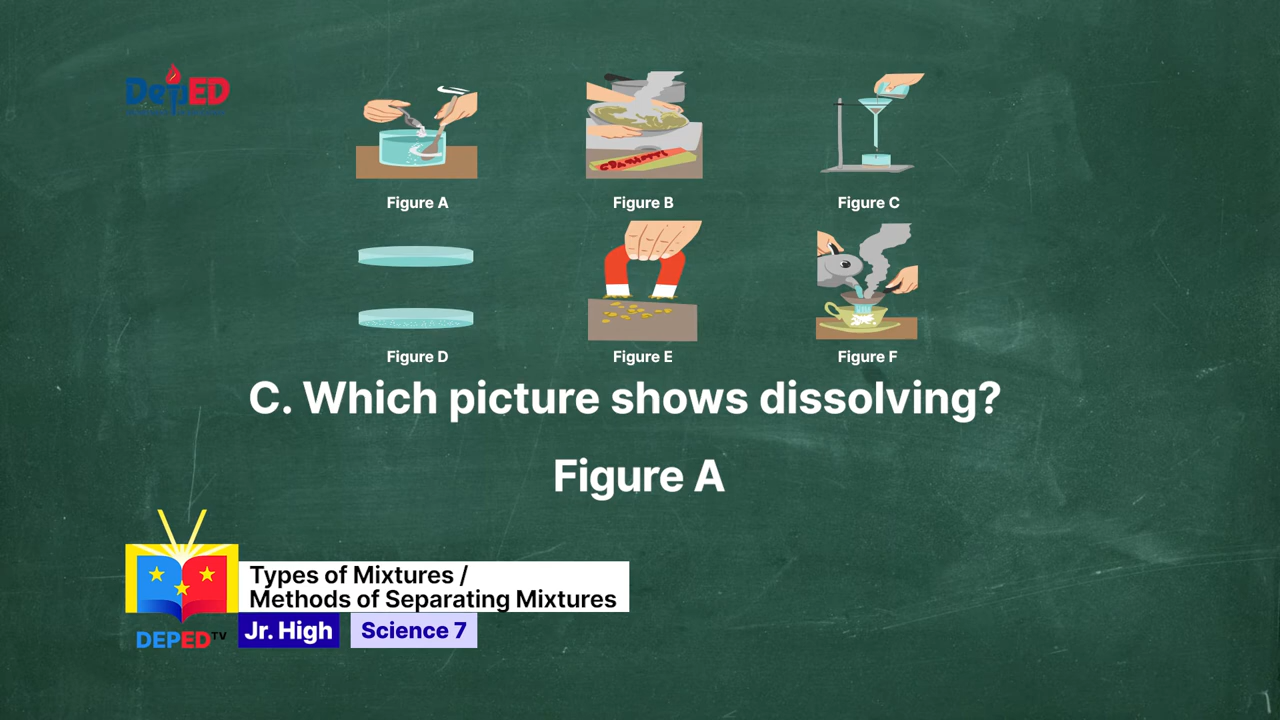 DepED
SPAGHETTI
Figure A
Figure B
Figure C
Figure D
Figure E
Figure F
C. Which picture shows dissolving?
Figure A
Types of Mixtures /
Methods of Separating Mixtures
DEPED TV
Jr. High
Science 7